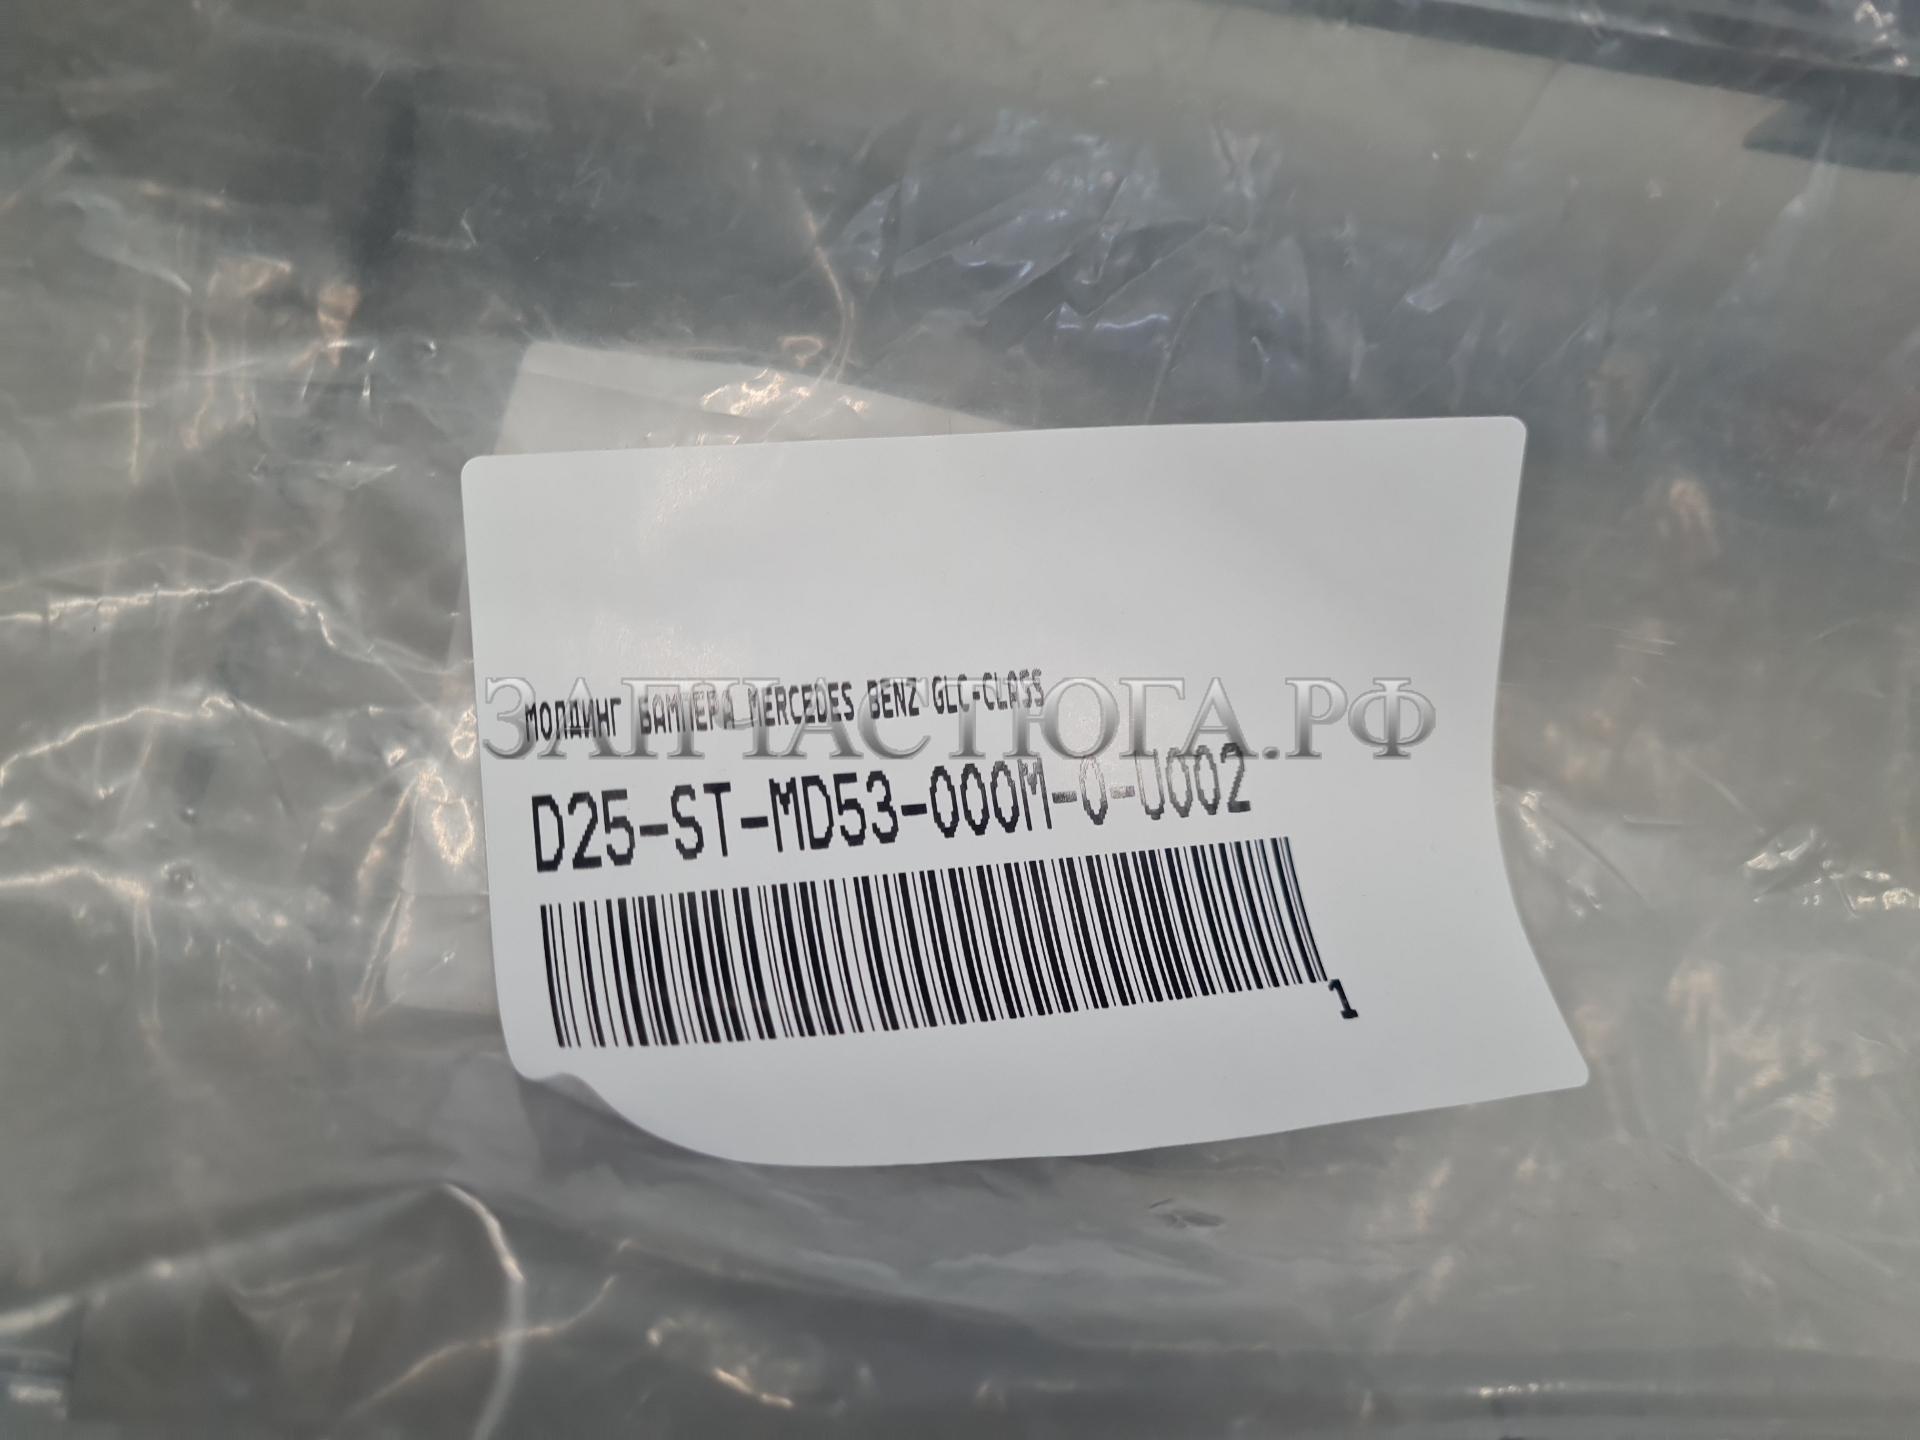 МОЛДИНГ БАМПЕРА MERCEDES BENZ GLC-CLASS
ЗАПЧАСТЮГА.РФ
D25-ST-MD53-000M-0-U002
1